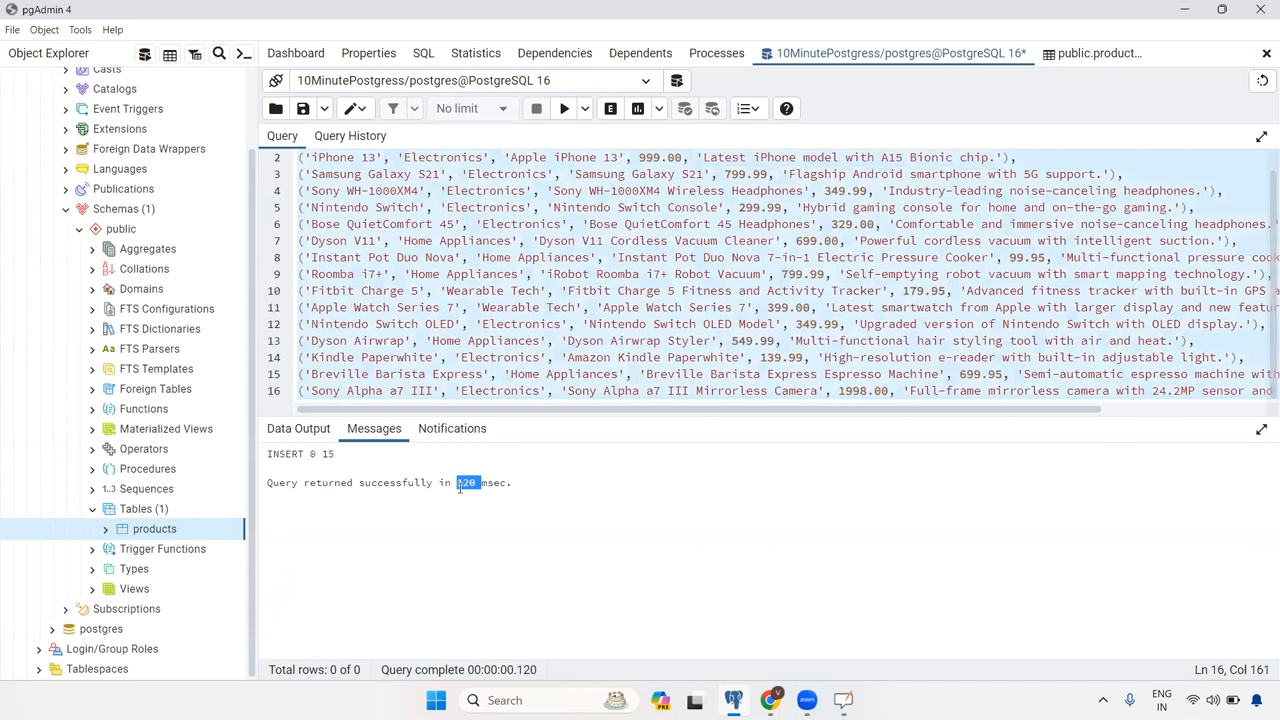 pgAdmin 4
File Object Tools Help
Object Explorer
Dashboard Properties SQL Statistics Dependencies Dependents Processes 10MinutePostgress/postgres@PostgreSQL 16* public.product...
10MinutePostgress/postgres@PostgreSQL 16
No limit
E
Query Query History
2 ('iPhone 13', 'Electronics', 'Apple iPhone 13', 999.00, 'Latest iPhone model with A15 Bionic chip.'),
3 ('Samsung Galaxy S21', 'Electronics', 'Samsung Galaxy S21', 799.99, 'Flagship Android smartphone with 5G support.'),
4 ('Sony WH-1000XM4', 'Electronics', 'Sony WH-1000XM4 Wireless Headphones', 349.99, 'Industry-leading noise-canceling headphones.'),
5 ('Nintendo Switch', 'Electronics', 'Nintendo Switch Console', 299.99, 'Hybrid gaming console for home and on-the-go gaming.'),
6 ('Bose QuietComfort 45', 'Electronics', 'Bose QuietComfort 45 Headphones', 329.00, 'Comfortable and immersive noise-canceling headphones.
7 ('Dyson V11', 'Home Appliances', 'Dyson V11 Cordless Vacuum Cleaner', 699.00, 'Powerful cordless vacuum with intelligent suction.'),
8 ('Instant Pot Duo Nova', 'Home Appliances', 'Instant Pot Duo Nova 7-in-1 Electric Pressure Cooker', 99.95, 'Multi-functional pressure cook
9 ('Roomba i7+', 'Home Appliances', 'iRobot Roomba i7+ Robot Vacuum', 799.99, 'Self-emptying robot vacuum with smart mapping technology.'),
10 ('Fitbit Charge 5', 'Wearable Tech', 'Fitbit Charge 5 Fitness and Activity Tracker', 179.95, 'Advanced fitness tracker with built-in GPS a
11 ('Apple Watch Series 7', 'Wearable Tech', 'Apple Watch Series 7', 399.00, 'Latest smartwatch from Apple with larger display and new featur
12 ('Nintendo Switch OLED', 'Electronics', 'Nintendo Switch OLED Model', 349.99, 'Upgraded version of Nintendo Switch with OLED display.'),
13 ('Dyson Airwrap', 'Home Appliances', 'Dyson Airwrap Styler', 549.99, 'Multi-functional hair styling tool with air and heat.'),
14 ('Kindle Paperwhite', 'Electronics', 'Amazon Kindle Paperwhite', 139.99, 'High-resolution e-reader with built-in adjustable light.'),
15 ('Breville Barista Express', 'Home Appliances', 'Breville Barista Express Espresso Machine', 699.95, 'Semi-automatic espresso machine with
16 ('Sony Alpha a7 III', 'Electronics', 'Sony Alpha a7 III Mirrorless Camera', 1998.00, 'Full-frame mirrorless camera with 24.2MP sensor and
Data Output Messages Notifications
INSERT 0 15
Query returned successfully in 120 msec.
Total rows: 0 of 0 Query complete 00:00:00.120 Ln 16, Col 161
Casts
Catalogs
Event Triggers
Extensions
Foreign Data Wrappers
Languages
Publications
Schemas (1)
public
Aggregates
Collations
Domains
FTS Configurations
FTS Dictionaries
Aa FTS Parsers
FTS Templates
Foreign Tables
Functions
Materialized Views
Operators
Procedures
1..3 Sequences
Tables (1)
products
Trigger Functions
Types
Views
Subscriptions
postgres
Login/Group Roles
Tablespaces
Search
PRE
V
zoom
ENG
IN